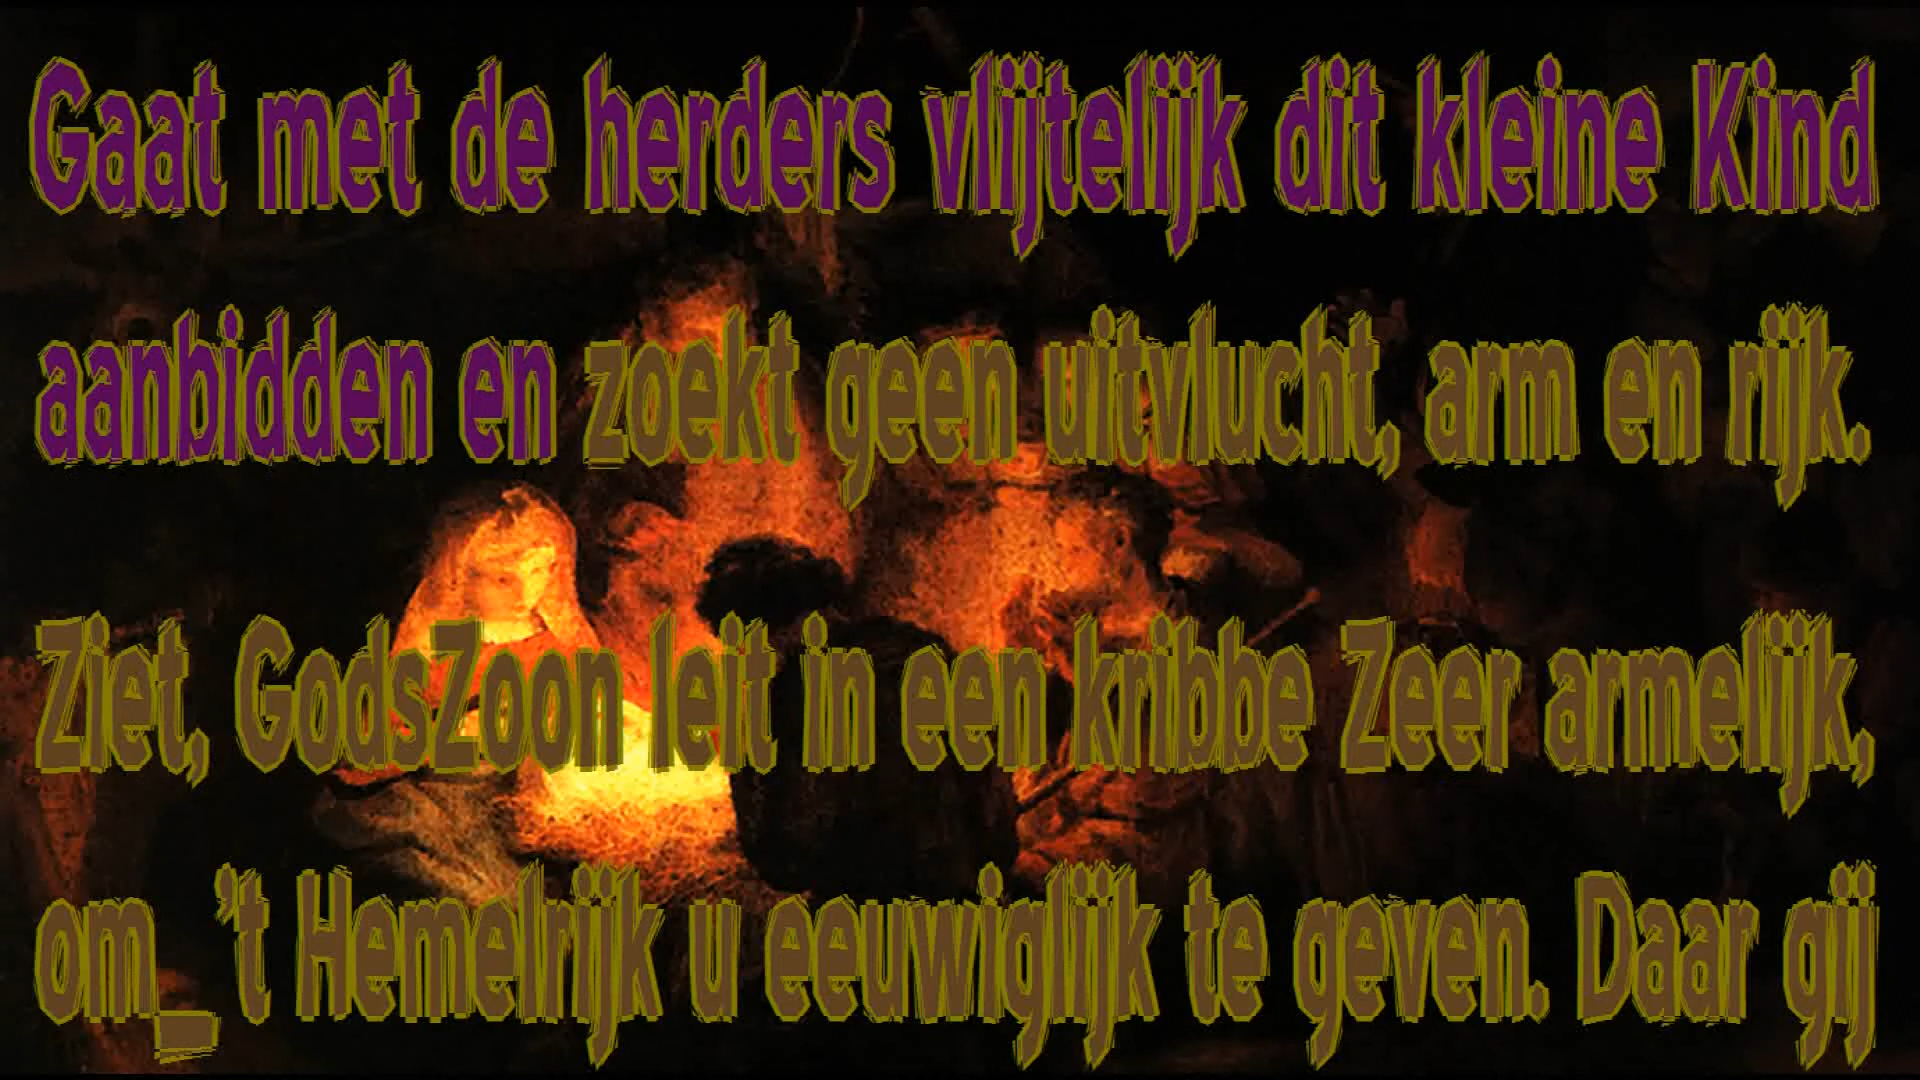 Gaat met de herders vlijtelijk dit kleine Kind
aanbidden en zoekt geen uitvlucht, arm en rijk.
Ziet, GodsZoon leit in een kribbe Zeer armelijk,
om_ 't Hemelrijk u eeuwiglijk te geven. Daar gij